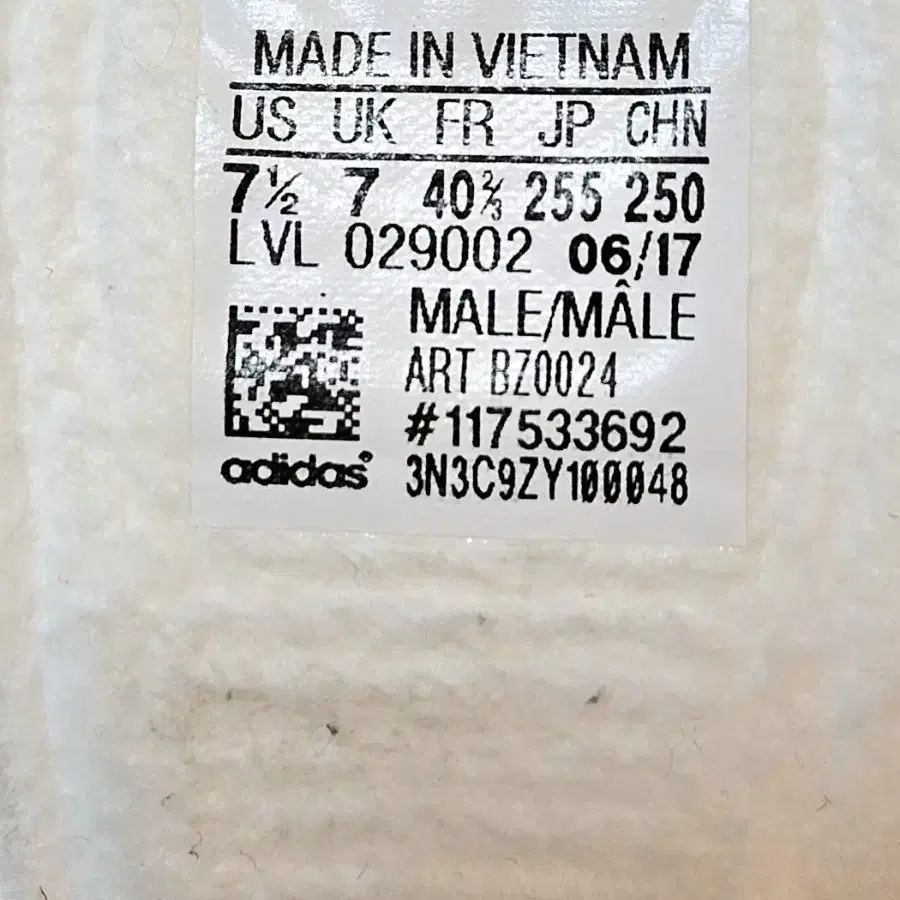 MADE IN VIETNAM
US UK FR JP CHN
7½ 7 40⅔ 255 250
LVL 029002 06/17
MALE/MÂLE
ART BZ0024
#117533692
adidas®
3N3C9ZY100048